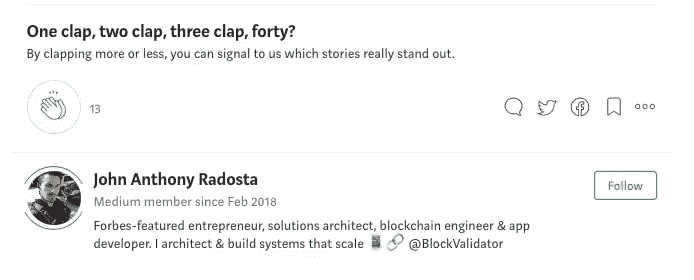 One clap, two clap, three clap, forty?
By clapping more or less, you can signal to us which stories really stand out.
13
John Anthony Radosta
Follow
Medium member since Feb 2018
Forbes-featured entrepreneur, solutions architect, blockchain engineer & app
developer. I architect & build systems that scale 📱 🔗 @BlockValidator